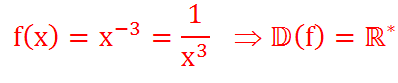 f(x) = x⁻³ = 1/x³ ⇒ 𝔻(f) = ℝ*